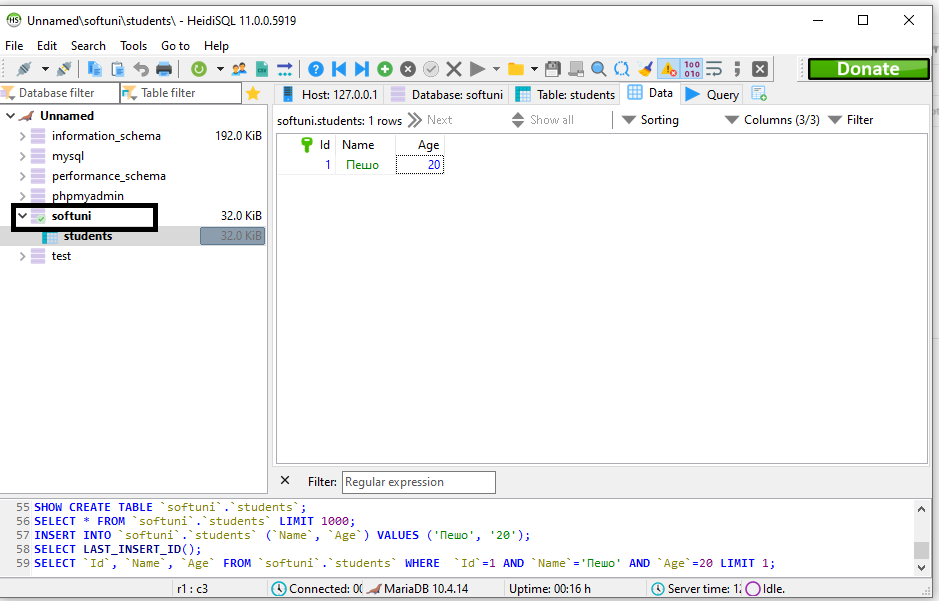 Unnamed\softuni\students\ - HeidiSQL 11.0.0.5919
File Edit Search Tools Go to Help
Donate
Database filter Table filter Host: 127.0.0.1 Database: softuni Table: students Data Query
Unnamed
information_schema 192.0 KiB
mysql
performance_schema
phpmyadmin
softuni 32.0 KiB
students 32.0 KiB
test
softuni.students: 1 rows Next Show all Sorting Columns (3/3) Filter
Id Name Age
1 Пешо 20
Filter: Regular expression
55 SHOW CREATE TABLE `softuni`.`students`;
56 SELECT * FROM `softuni`.`students` LIMIT 1000;
57 INSERT INTO `softuni`.`students` (`Name`, `Age`) VALUES ('Пешо', '20');
58 SELECT LAST_INSERT_ID();
59 SELECT `Id`, `Name`, `Age` FROM `softuni`.`students` WHERE `Id`=1 AND `Name`='Пешо' AND `Age`=20 LIMIT 1;
r1 : c3 Connected: 00 MariaDB 10.4.14 Uptime: 00:16 h Server time: 12 Idle.